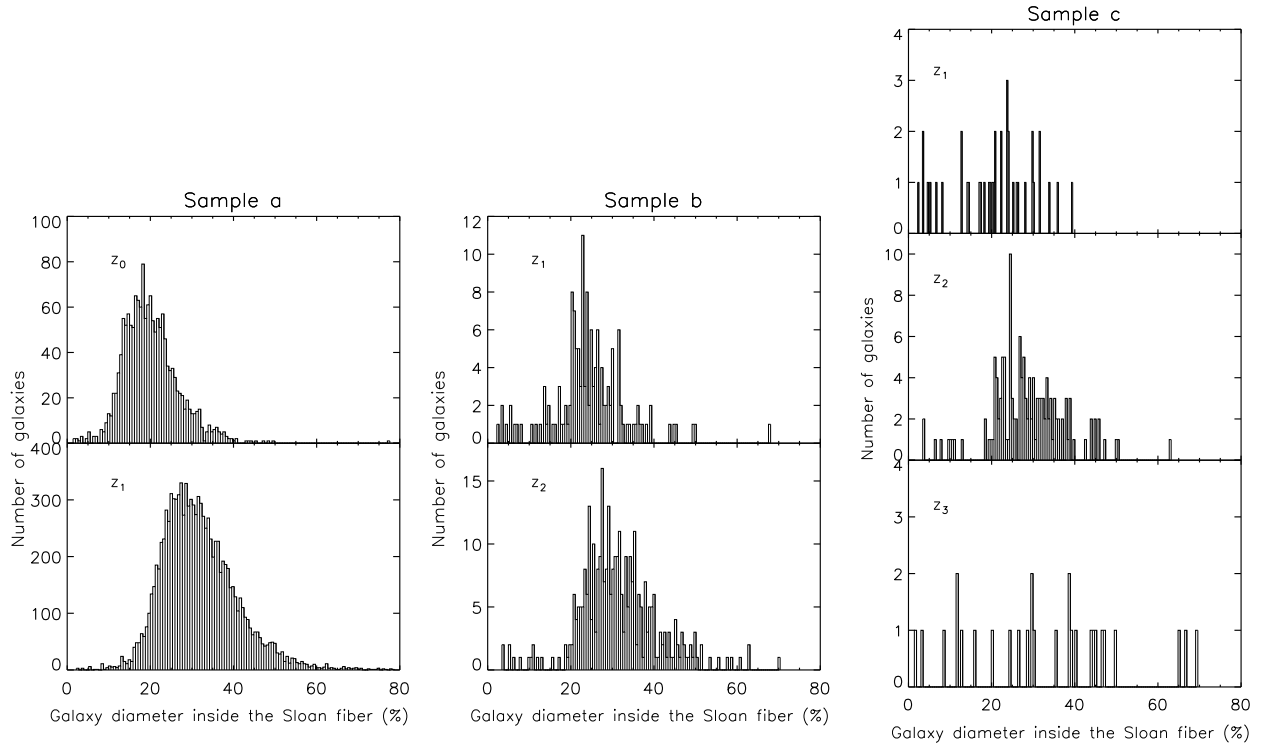 Sample a
z0
100
80
60
40
20
0
z1
400
300
200
100
0
0 20 40 60 80
Number of galaxies
Galaxy diameter inside the Sloan fiber (%)
Sample b
z1
12
10
8
6
4
2
0
z2
15
10
5
0
0 20 40 60 80
Number of galaxies
Galaxy diameter inside the Sloan fiber (%)
Sample c
z1
4
3
2
1
0
z2
10
8
6
4
2
0
z3
4
3
2
1
0
0 20 40 60 80
Number of galaxies
Galaxy diameter inside the Sloan fiber (%)